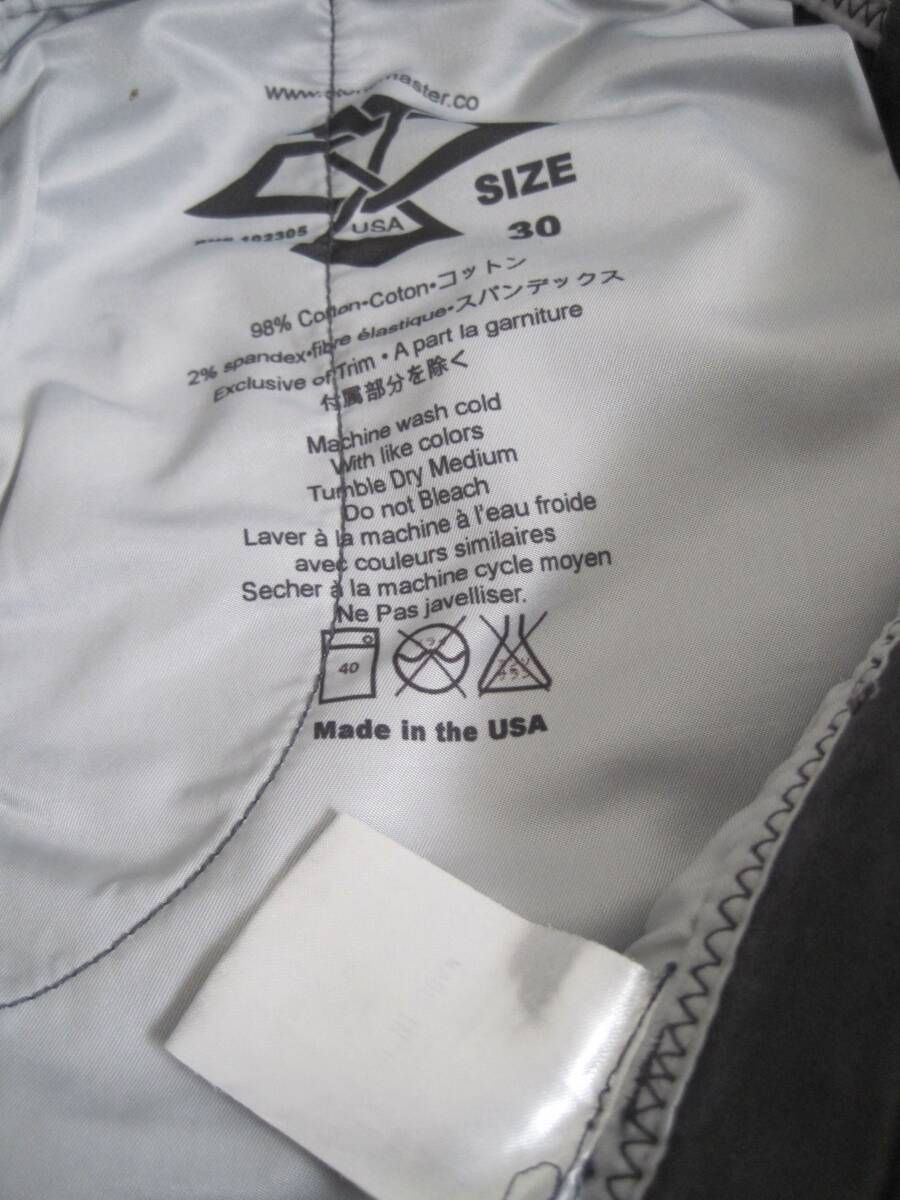 USA
SIZE
30
98% Cotton•Coton•コットン
2% spandex•fibre élastique•スパンデックス
Exclusive of Trim • A part la garniture
付属部分を除く
Machine wash cold
With like colors
Tumble Dry Medium
Do not Bleach
Laver à la machine à l'eau froide
avec couleurs similaires
Secher à la machine cycle moyen
Ne Pas javelliser.
40
Made in the USA